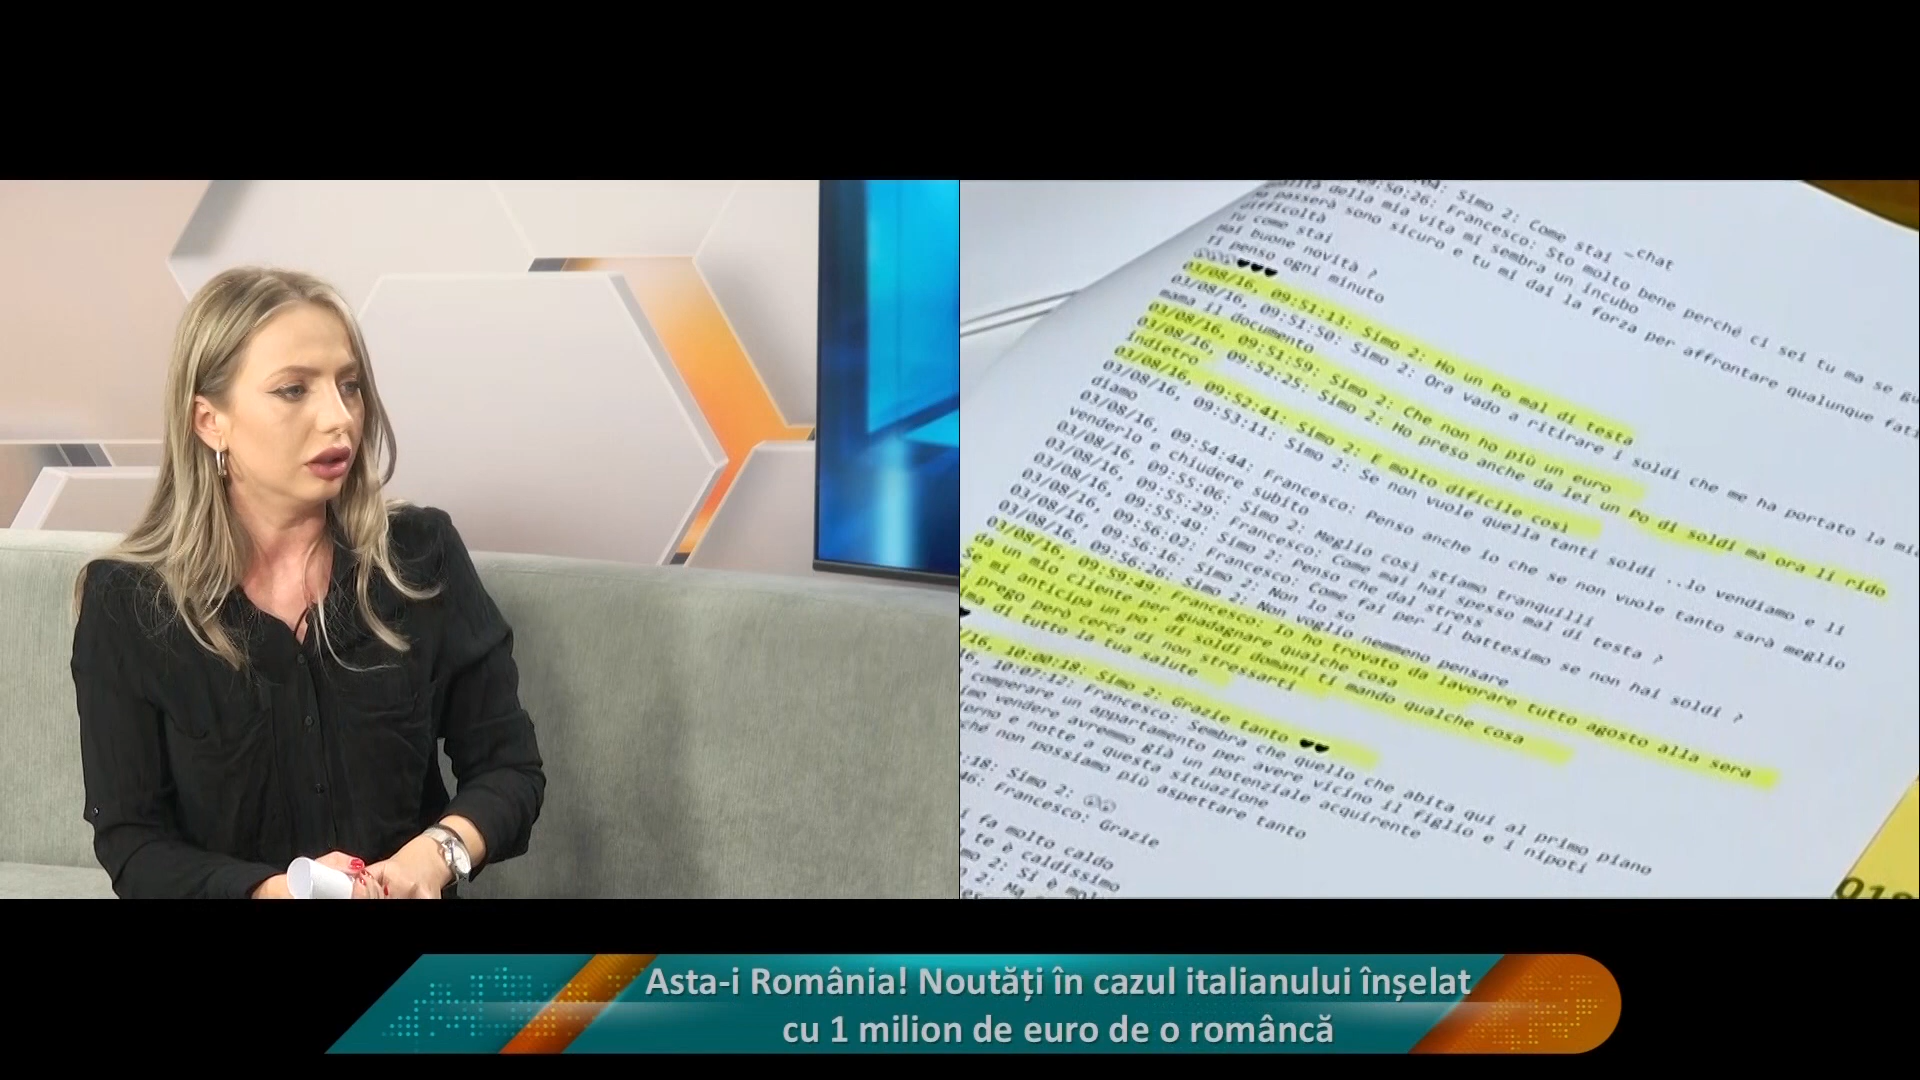 09:50:26: Francesco: Sto molto bene perché ci sei tu ma se
della mia vita mi sembra un incubo
passerà sono sicuro e tu mi dai la forza per affrontare qualunque
difficoltà
Tu come stai
Hai buone novità ?
Ti penso ogni minuto
03/08/16, 09:51:13: Simo 2: Ho un Po mal di testa
03/08/16, 09:51:50: Simo 2: Ora vado a ritirare i soldi che me ha portato la
mama il documento
03/08/16, 09:51:59: Simo 2: Che non ho più un euro
03/08/16, 09:52:25: Simo 2: Ho preso anche da lei un Po di soldi ma ora li rido
indietro
03/08/16, 09:52:41: Simo 2: E molto dificile così
03/08/16, 09:53:11: Simo 2: Se non vuole quella tanti soldi ..lo vendiamo e li
diamo
03/08/16, 09:54:44: Francesco: Penso anche io che se non vuole tanto sarà meglio
venderlo e chiudere subito
03/08/16, 09:55:06: Simo 2: Meglio così stiamo tranquilli
03/08/16, 09:55:29: Francesco: Come mai hai spesso mal di testa ?
03/08/16, 09:55:49: Simo 2: Penso che dal stress
03/08/16, 09:56:02: Francesco: Come fai per il battesimo se non hai soldi ?
03/08/16, 09:56:16: Simo 2: Non lo so
03/08/16, 09:56:26: Simo 2: Non voglio nemmeno pensare
03/08/16, 09:59:49: Francesco: Io ho trovato da lavorare tutto agosto alla sera
da un mio cliente per guadagnare qualche cosa
Se mi anticipa un po' di soldi domani ti mando qualche cosa
prego però cerca di non stressarti
di tutto la tua salute
/16, 10:00:18: Simo 2: Grazie tanto
10:07:12: Francesco: Sembra che quello che abita qui al primo piano
comperare un appartamento per avere vicino il figlio e i nipoti
vendere avremmo già un potenziale acquirente
e notte a questa situazione
non possiamo più aspettare tanto
:18: Simo 2:
46: Francesco: Grazie
fa molto caldo
te è caldissimo
2: Si è
2: Ma
Asta-i România! Noutăți în cazul italianului înșelat
cu 1 milion de euro de o româncă